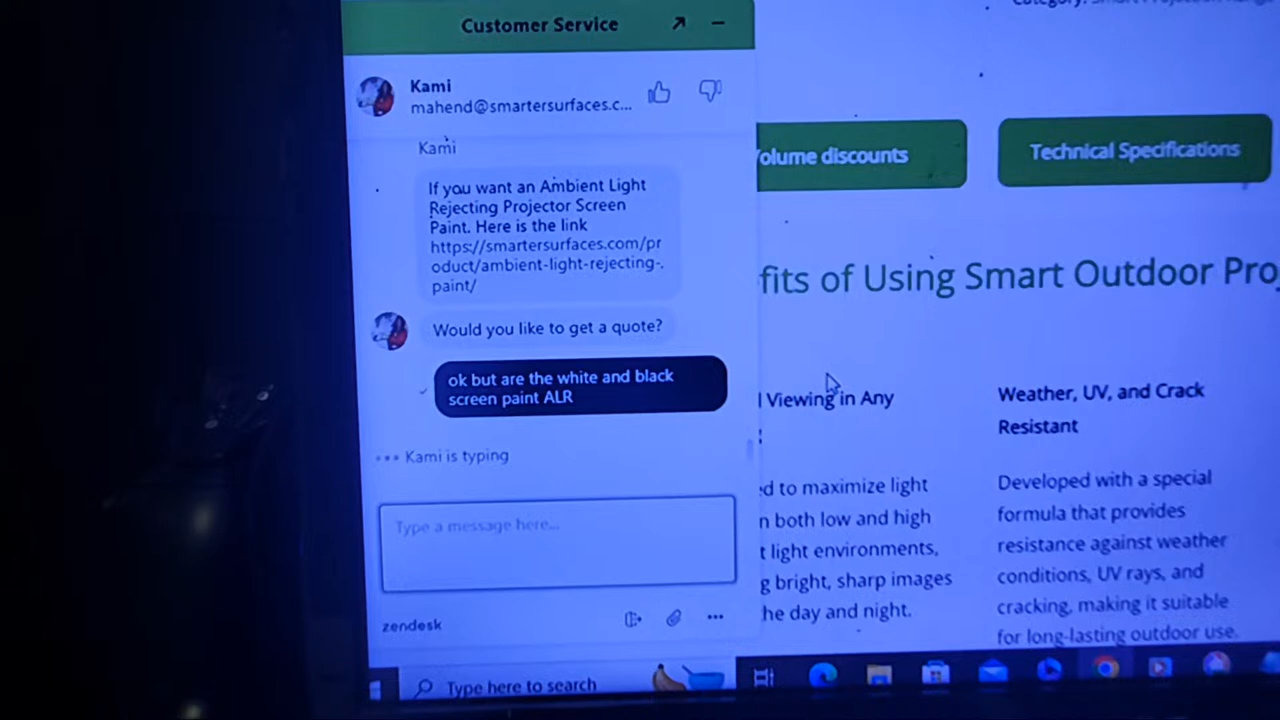 Customer Service
Kami
mahend@smartersurfaces.c...
Kami
If you want an Ambient Light
Rejecting Projector Screen
Paint. Here is the link
https://smartersurfaces.com/pr
oduct/ambient-light-rejecting-
paint/
Would you like to get a quote?
ok but are the white and black
screen paint ALR
Kami is typing
Type a message here...
zendesk
olume discounts
Technical Specifications
fits of Using Smart Outdoor Pro
l Viewing in Any
ed to maximize light
n both low and high
t light environments,
g bright, sharp images
he day and night.
Weather, UV, and Crack
Resistant
Developed with a special
formula that provides
resistance against weather
conditions, UV rays, and
cracking, making it suitable
for long-lasting outdoor use.
Type here to search